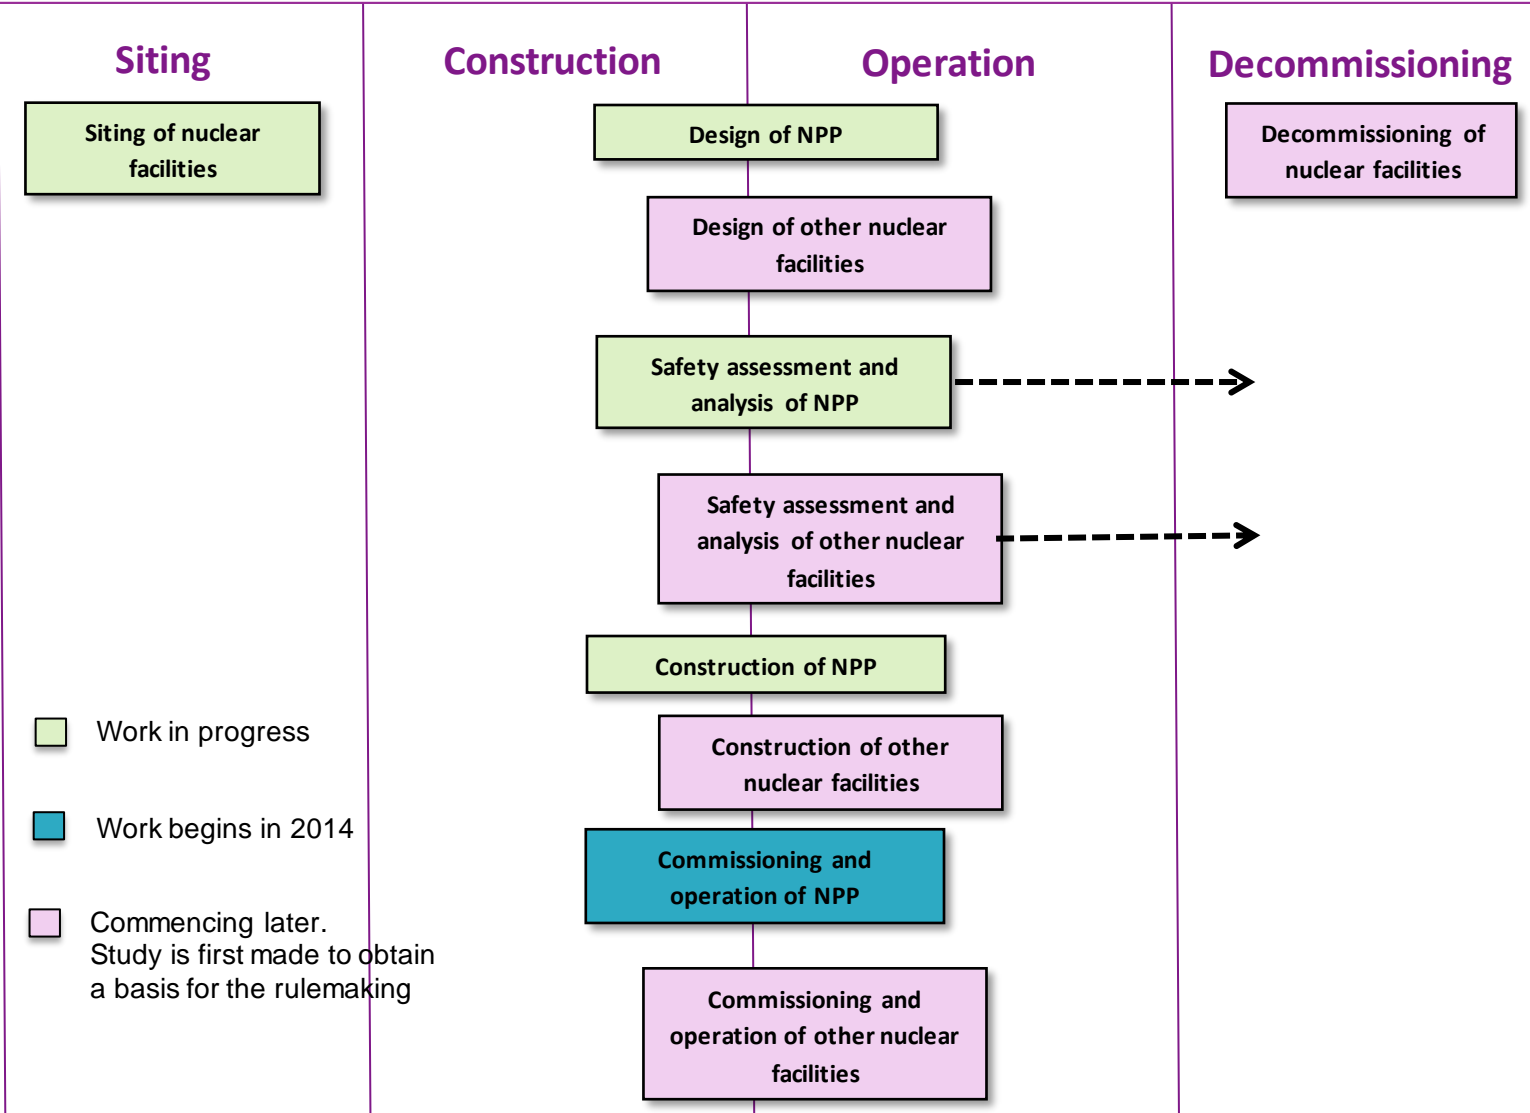 Siting
Construction
Operation
Decommissioning
Siting of nuclear
facilities
Design of NPP
Decommissioning of
nuclear facilities
Design of other nuclear
facilities
Safety assessment and
analysis of NPP
Safety assessment and
analysis of other nuclear
facilities
Construction of NPP
Construction of other
nuclear facilities
Commissioning and
operation of NPP
Commissioning and
operation of other nuclear
facilities
Work in progress
Work begins in 2014
Commencing later.
Study is first made to obtain
a basis for the rulemaking